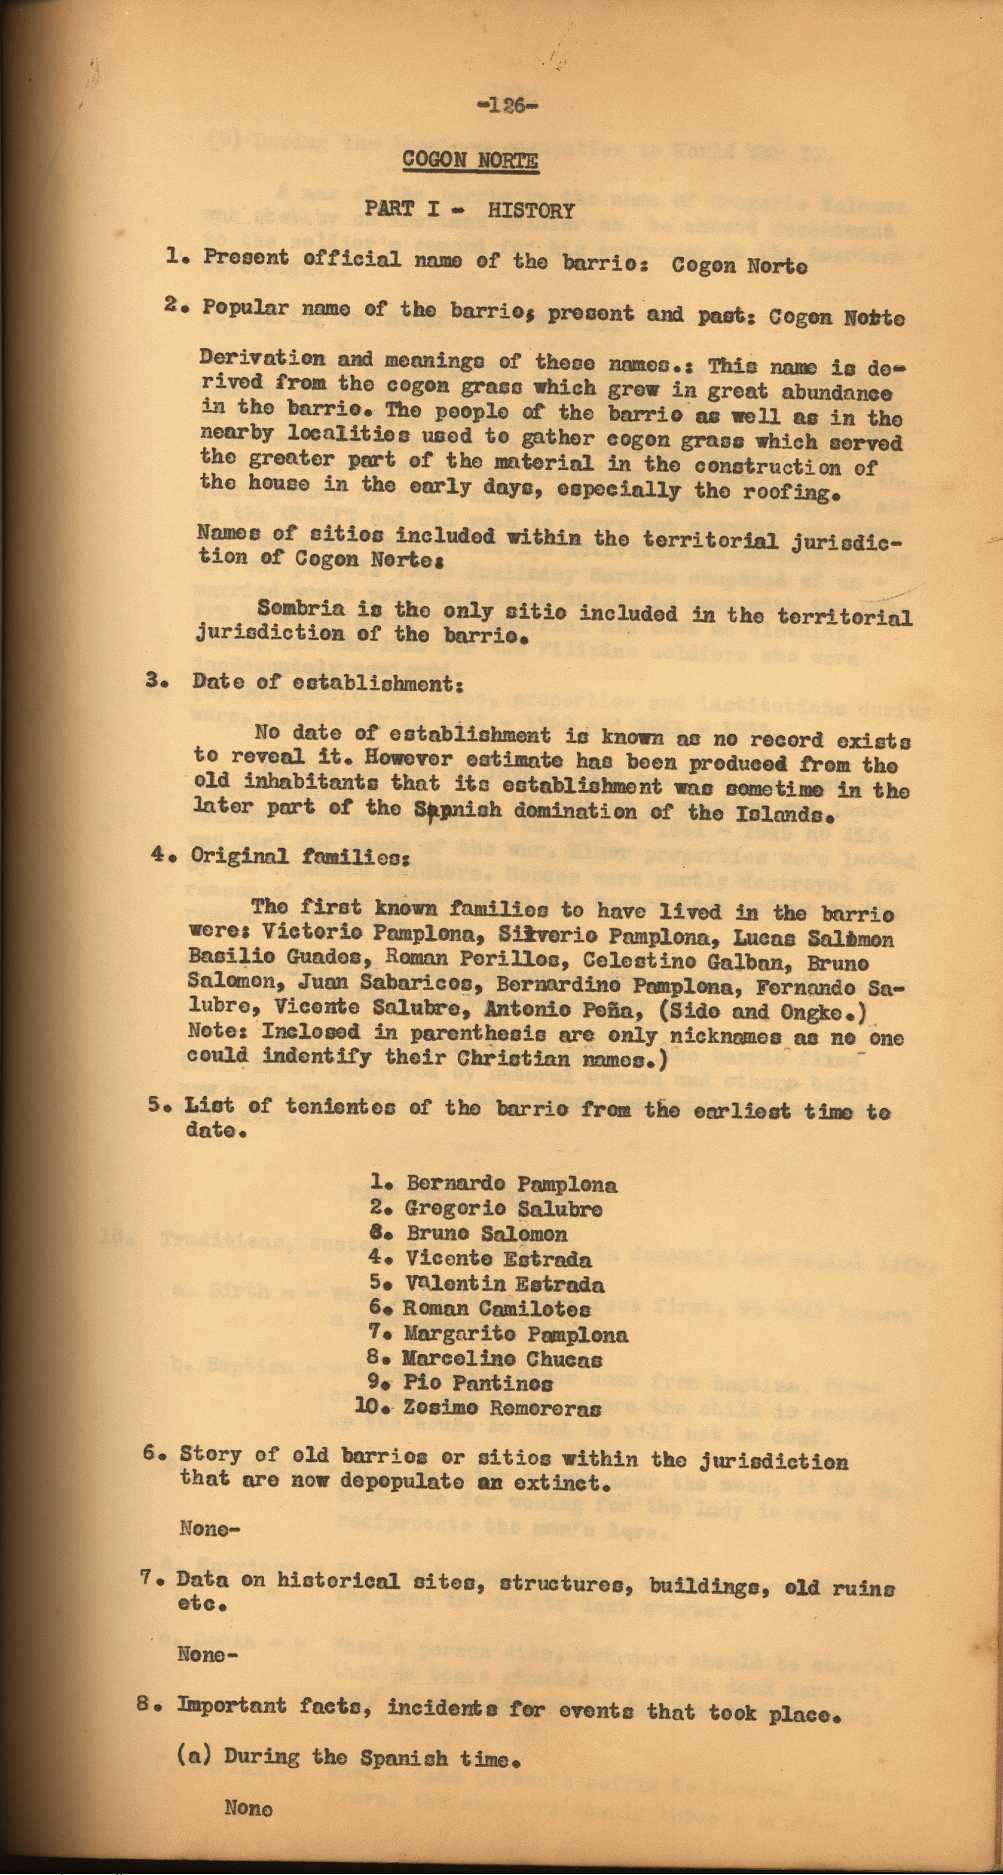 -126-
COGON NORTE
PART I - HISTORY
1. Present official name of the barrio: Cogon Norte
2. Popular name of the barrio, present and past: Cogon Notte
Derivation and meanings of these names.: This name is de-
rived from the cogon grass which grew in great abundance
in the barrio. The people of the barrio as well as in the
nearby localities used to gather cogon grass which served
the greater part of the material in the construction of
the house in the early days, especially the roofing.
Names of sitios included within the territorial jurisdic-
tion of Cogon Norte:
Sombria is the only sitio included in the territorial
jurisdiction of the barrio.
3. Date of establishment:
No date of establishment is known as no record exists
to reveal it. However estimate has been produced from the
old inhabitants that its establishment was sometime in the
later part of the Spanish domination of the Islands.
4. Original families:
The first known families to have lived in the barrio
were: Victorio Pamplona, Silverio Pamplona, Lucas Salomon
Basilio Guades, Roman Perillos, Celestino Galban, Bruno
Salomon, Juan Sabaricos, Bernardino Pamplona, Fernando Sa-
lubre, Vicente Salubre, Antonio Peña, (Sido and Ongke.)
Note: Inclosed in parenthesis are only nicknames as no one
could indentify their Christian names.)
5. List of tenientes of the barrio from the earliest time to
date.
1. Bernardo Pamplona
2. Gregorio Salubre
3. Bruno Salomon
4. Vicente Estrada
5. Valentin Estrada
6. Roman Camilotes
7. Margarito Pamplona
8. Marcelino Chucas
9. Pio Pantinos
10. Zosimo Remoreras
6. Story of old barrios or sitios within the jurisdiction
that are now depopulate an extinct.
None-
7. Data on historical sites, structures, buildings, old ruins
etc.
None-
8. Important facts, incidents for events that took place.
(a) During the Spanish time.
None